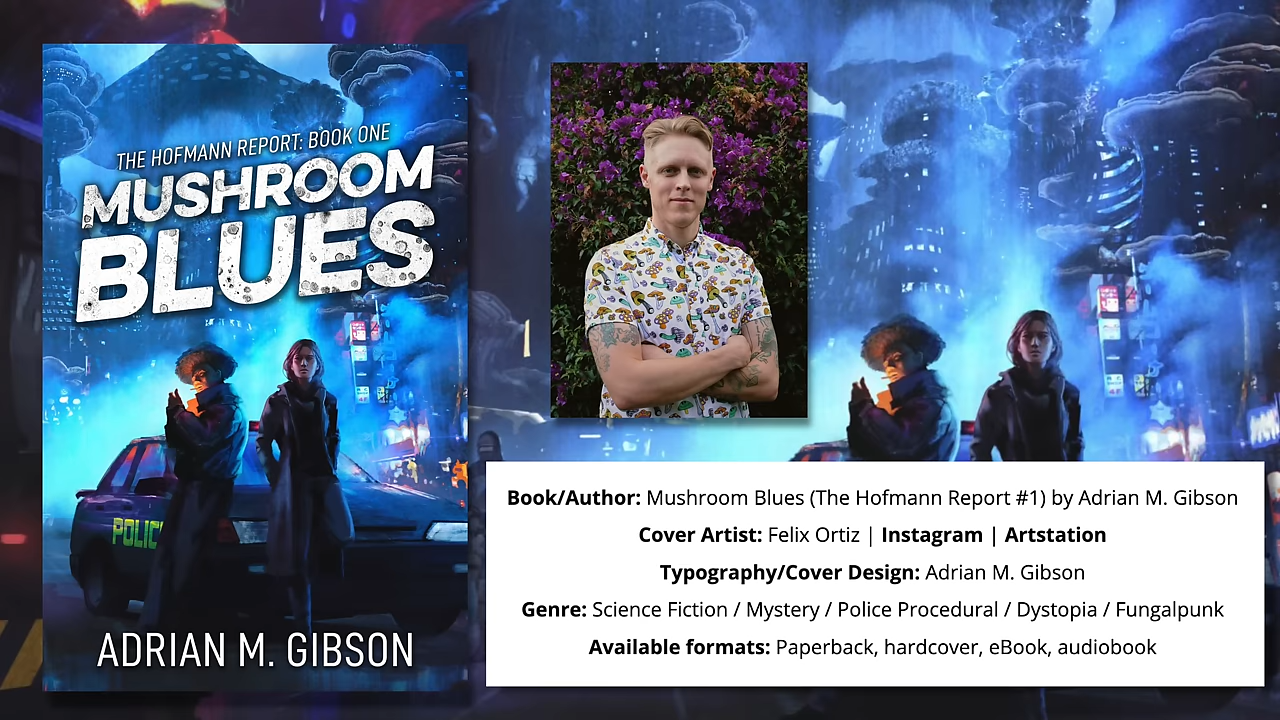 THE HOFMANN REPORT: BOOK ONE
MUSHROOM
BLUES
POLIC
ADRIAN M. GIBSON
Book/Author: Mushroom Blues (The Hofmann Report #1) by Adrian M. Gibson
Cover Artist: Felix Ortiz | Instagram | Artstation
Typography/Cover Design: Adrian M. Gibson
Genre: Science Fiction / Mystery / Police Procedural / Dystopia / Fungalpunk
Available formats: Paperback, hardcover, eBook, audiobook